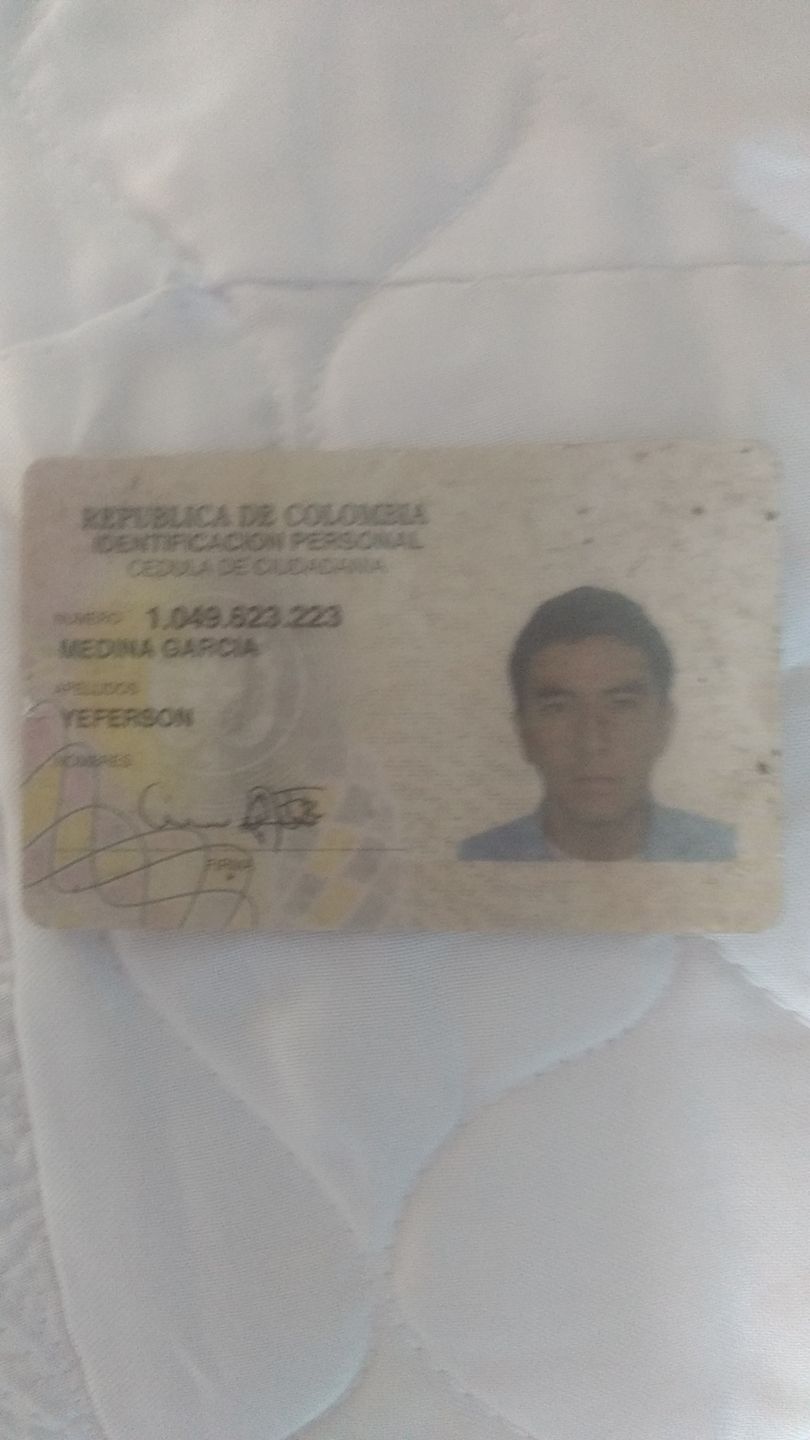 REPUBLICA DE COLOMBIA
IDENTIFICACION PERSONAL
CEDULA DE CIUDADANIA
NUMERO 1.049.623.223
MEDINA GARCIA
APELLIDOS
YEFERSON
NOMBRES
FIRMA